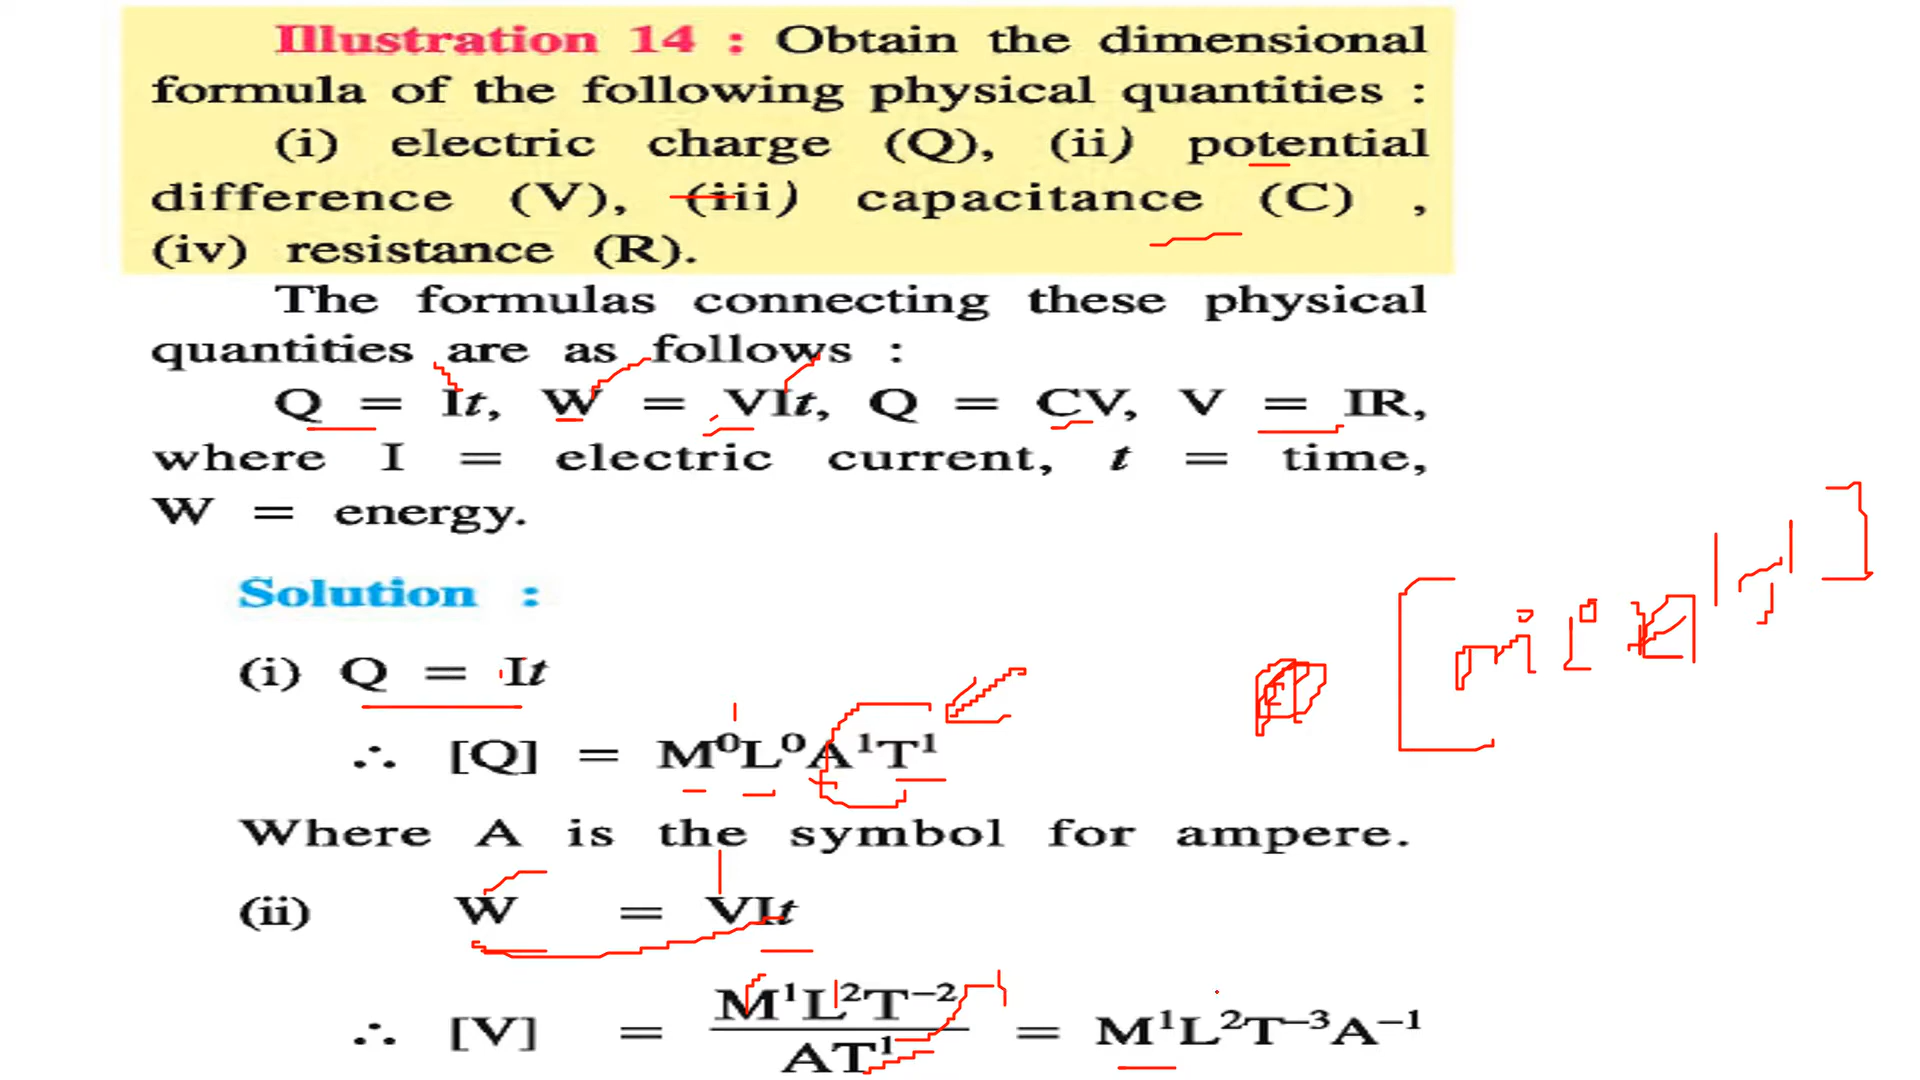 Illustration 14 : Obtain the dimensional
formula of the following physical quantities :
(i) electric charge (Q), (ii) potential
difference (V), (iii) capacitance (C) ,
(iv) resistance (R).
The formulas connecting these physical
quantities are as follows :
Q = It, W = VIt, Q = CV, V = IR,
where I = electric current, t = time,
W = energy.
Solution :
(i) Q = It
∴ [Q] = M⁰L⁰A¹T¹
Where A is the symbol for ampere.
(ii) W = VIt
∴ [V] = M¹L²T⁻² / AT¹ = M¹L²T⁻³A⁻¹